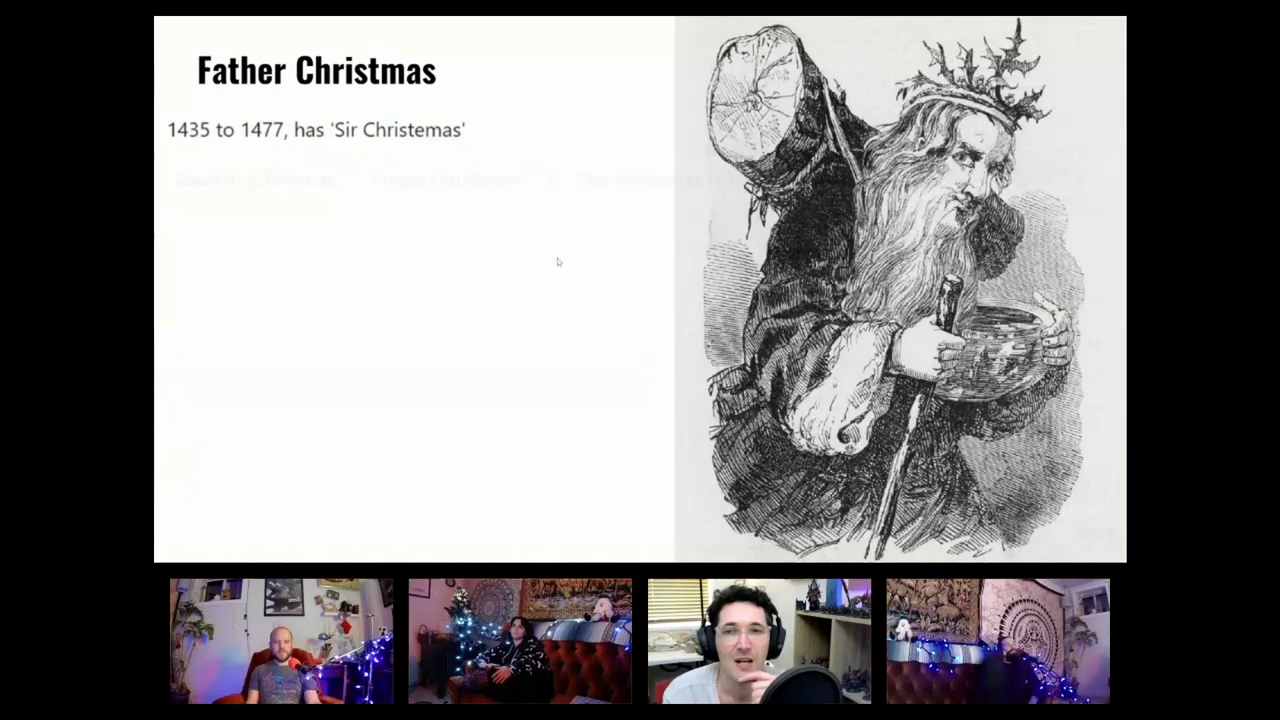 Father Christmas
1435 to 1477, has 'Sir Christemas'